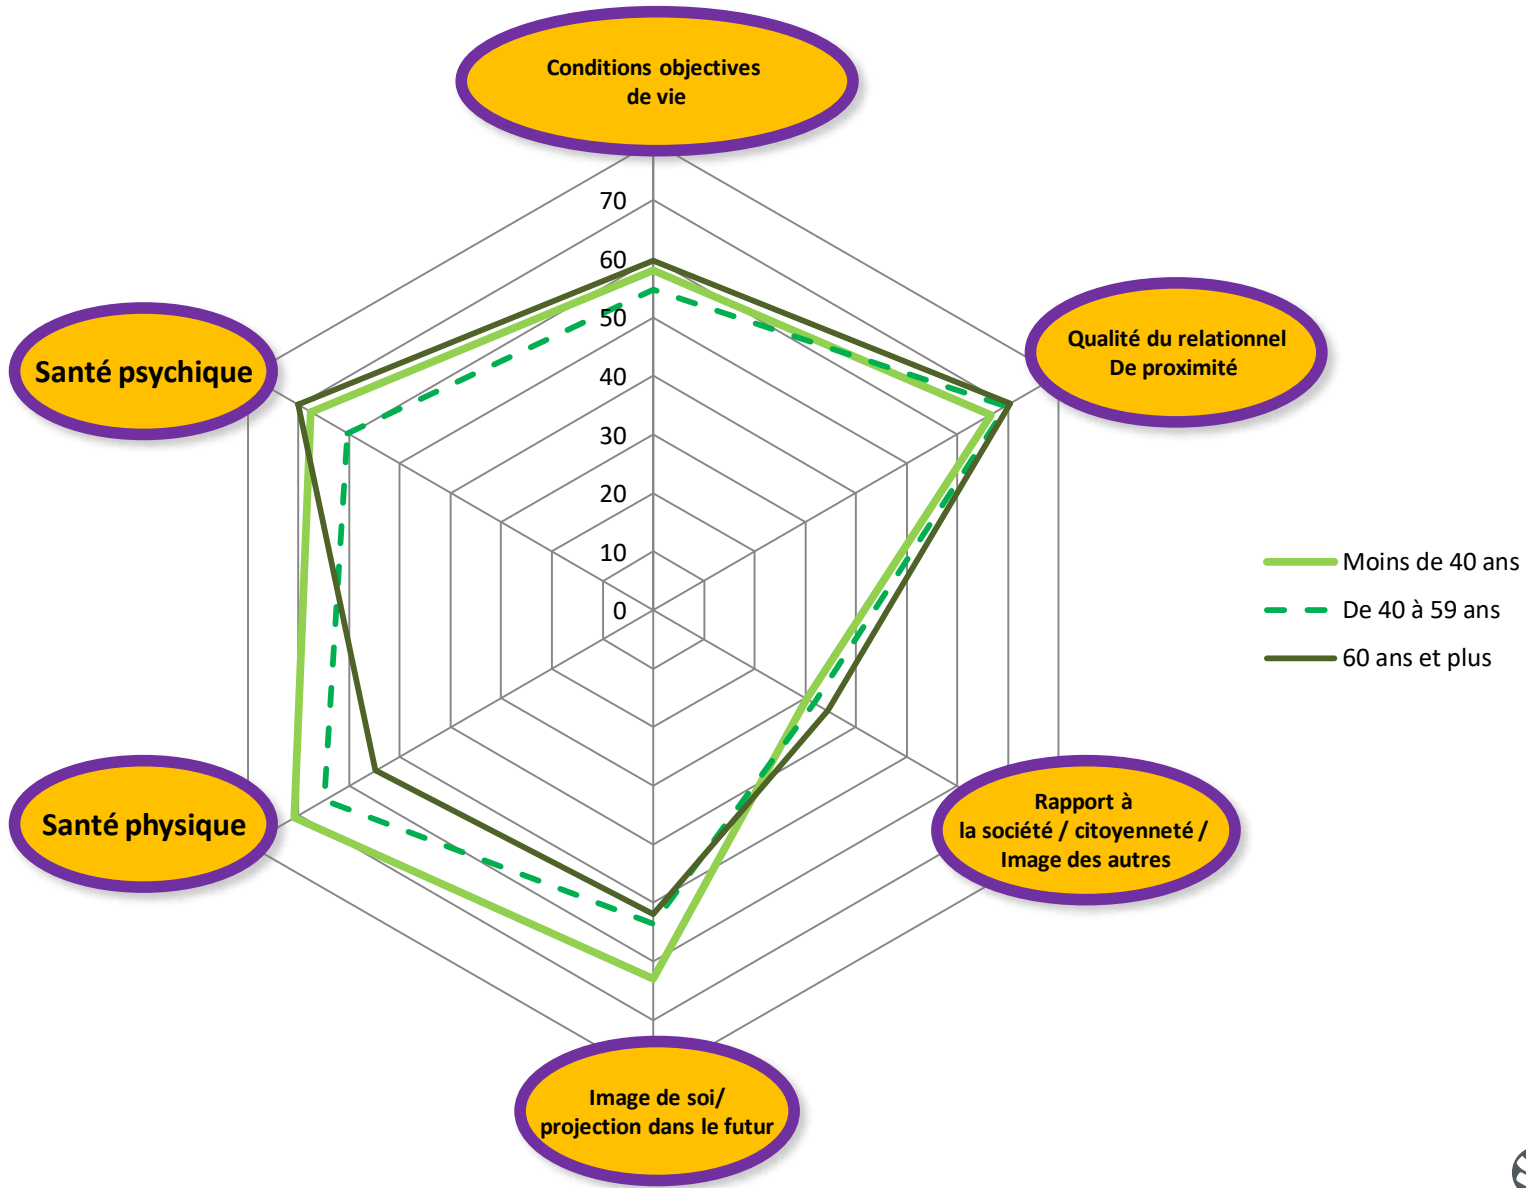 Conditions objectives
de vie
70
60
50
40
30
20
10
0
Qualité du relationnel
De proximité
Santé psychique
Moins de 40 ans
De 40 à 59 ans
60 ans et plus
Rapport à
la société / citoyenneté /
Image des autres
Santé physique
Image de soi/
projection dans le futur